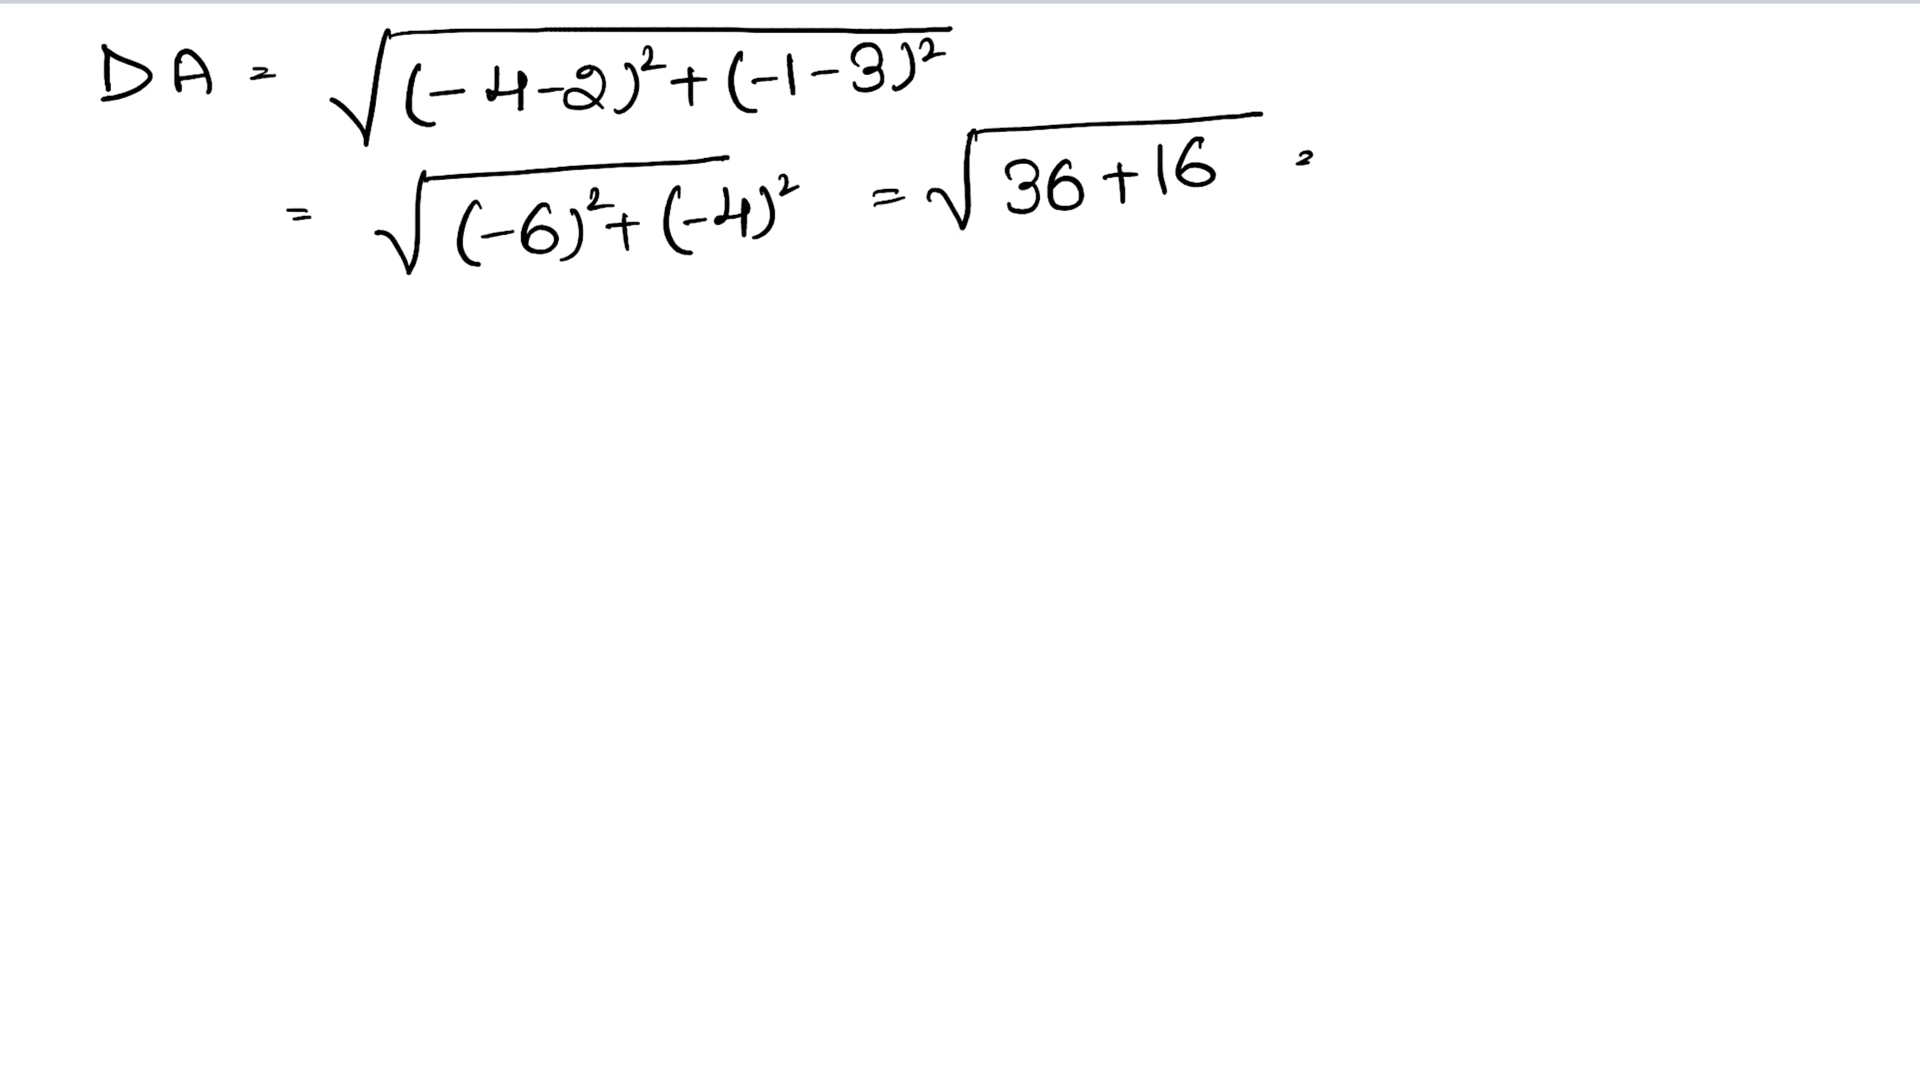 DA = √(-4-2)²+(-1-3)²
= √(-6)²+(-4)² = √36+16 =